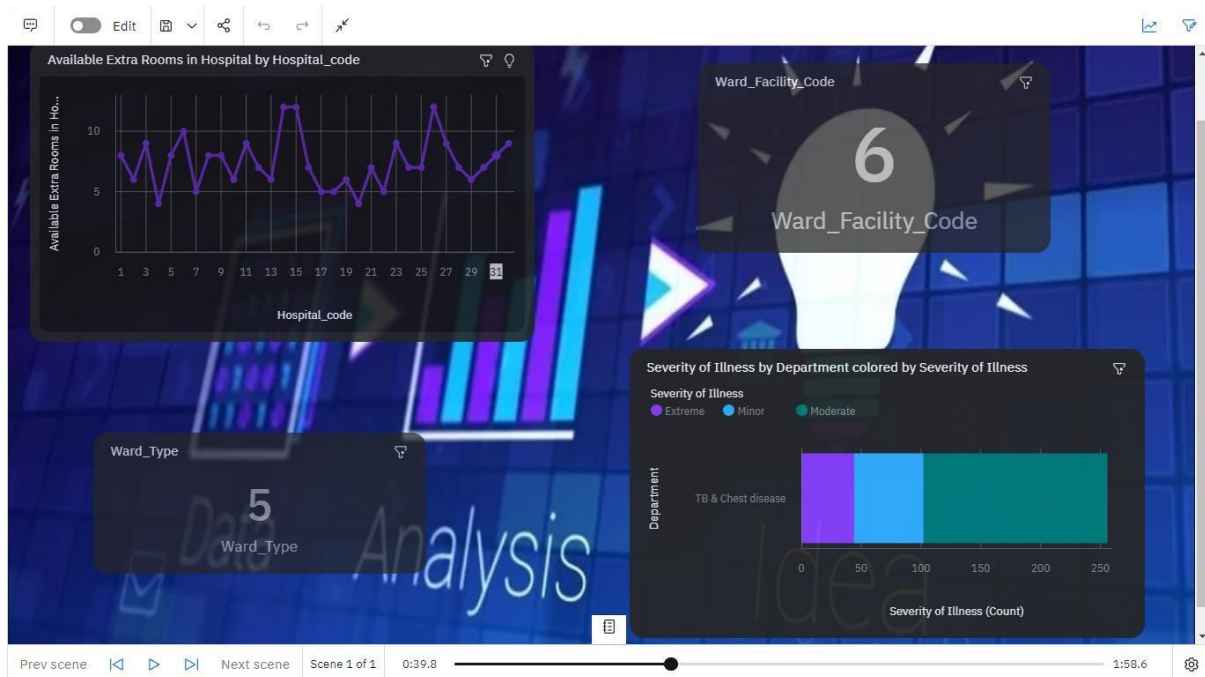 Edit
Available Extra Rooms in Hospital by Hospital_code
Available Extra Rooms in Ho...
10
5
0
1 3 5 7 9 11 13 15 17 19 21 23 25 27 29 31
Hospital_code
Ward_Facility_Code
6
Ward_Facility_Code
Severity of Illness by Department colored by Severity of Illness
Severity of Illness
Extreme Minor Moderate
Department
TB & Chest disease
0 50 100 150 200 250
Severity of Illness (Count)
Ward_Type
5
Ward_Type
Data Analysis
Idea
Prev scene Next scene Scene 1 of 1 0:39.8 1:58.6